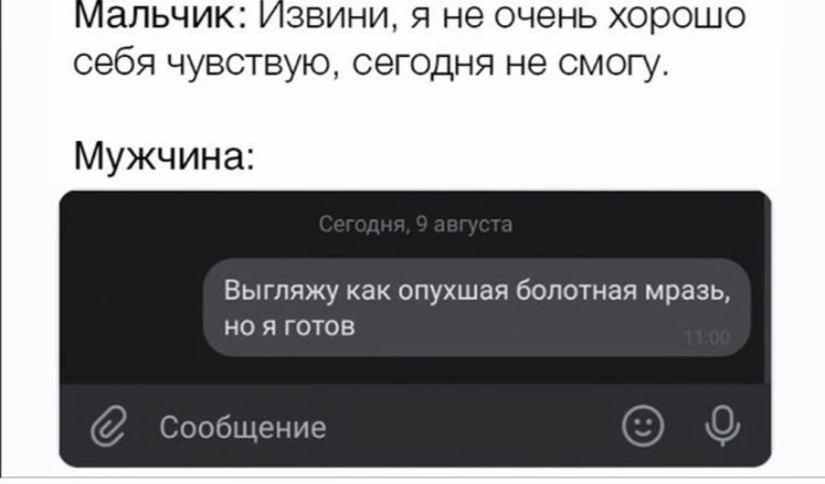 Мальчик: Извини, я не очень хорошо
себя чувствую, сегодня не смогу.
Мужчина:
Сегодня, 9 августа
Выгляжу как опухшая болотная мразь,
но я готов
11:00
Сообщение